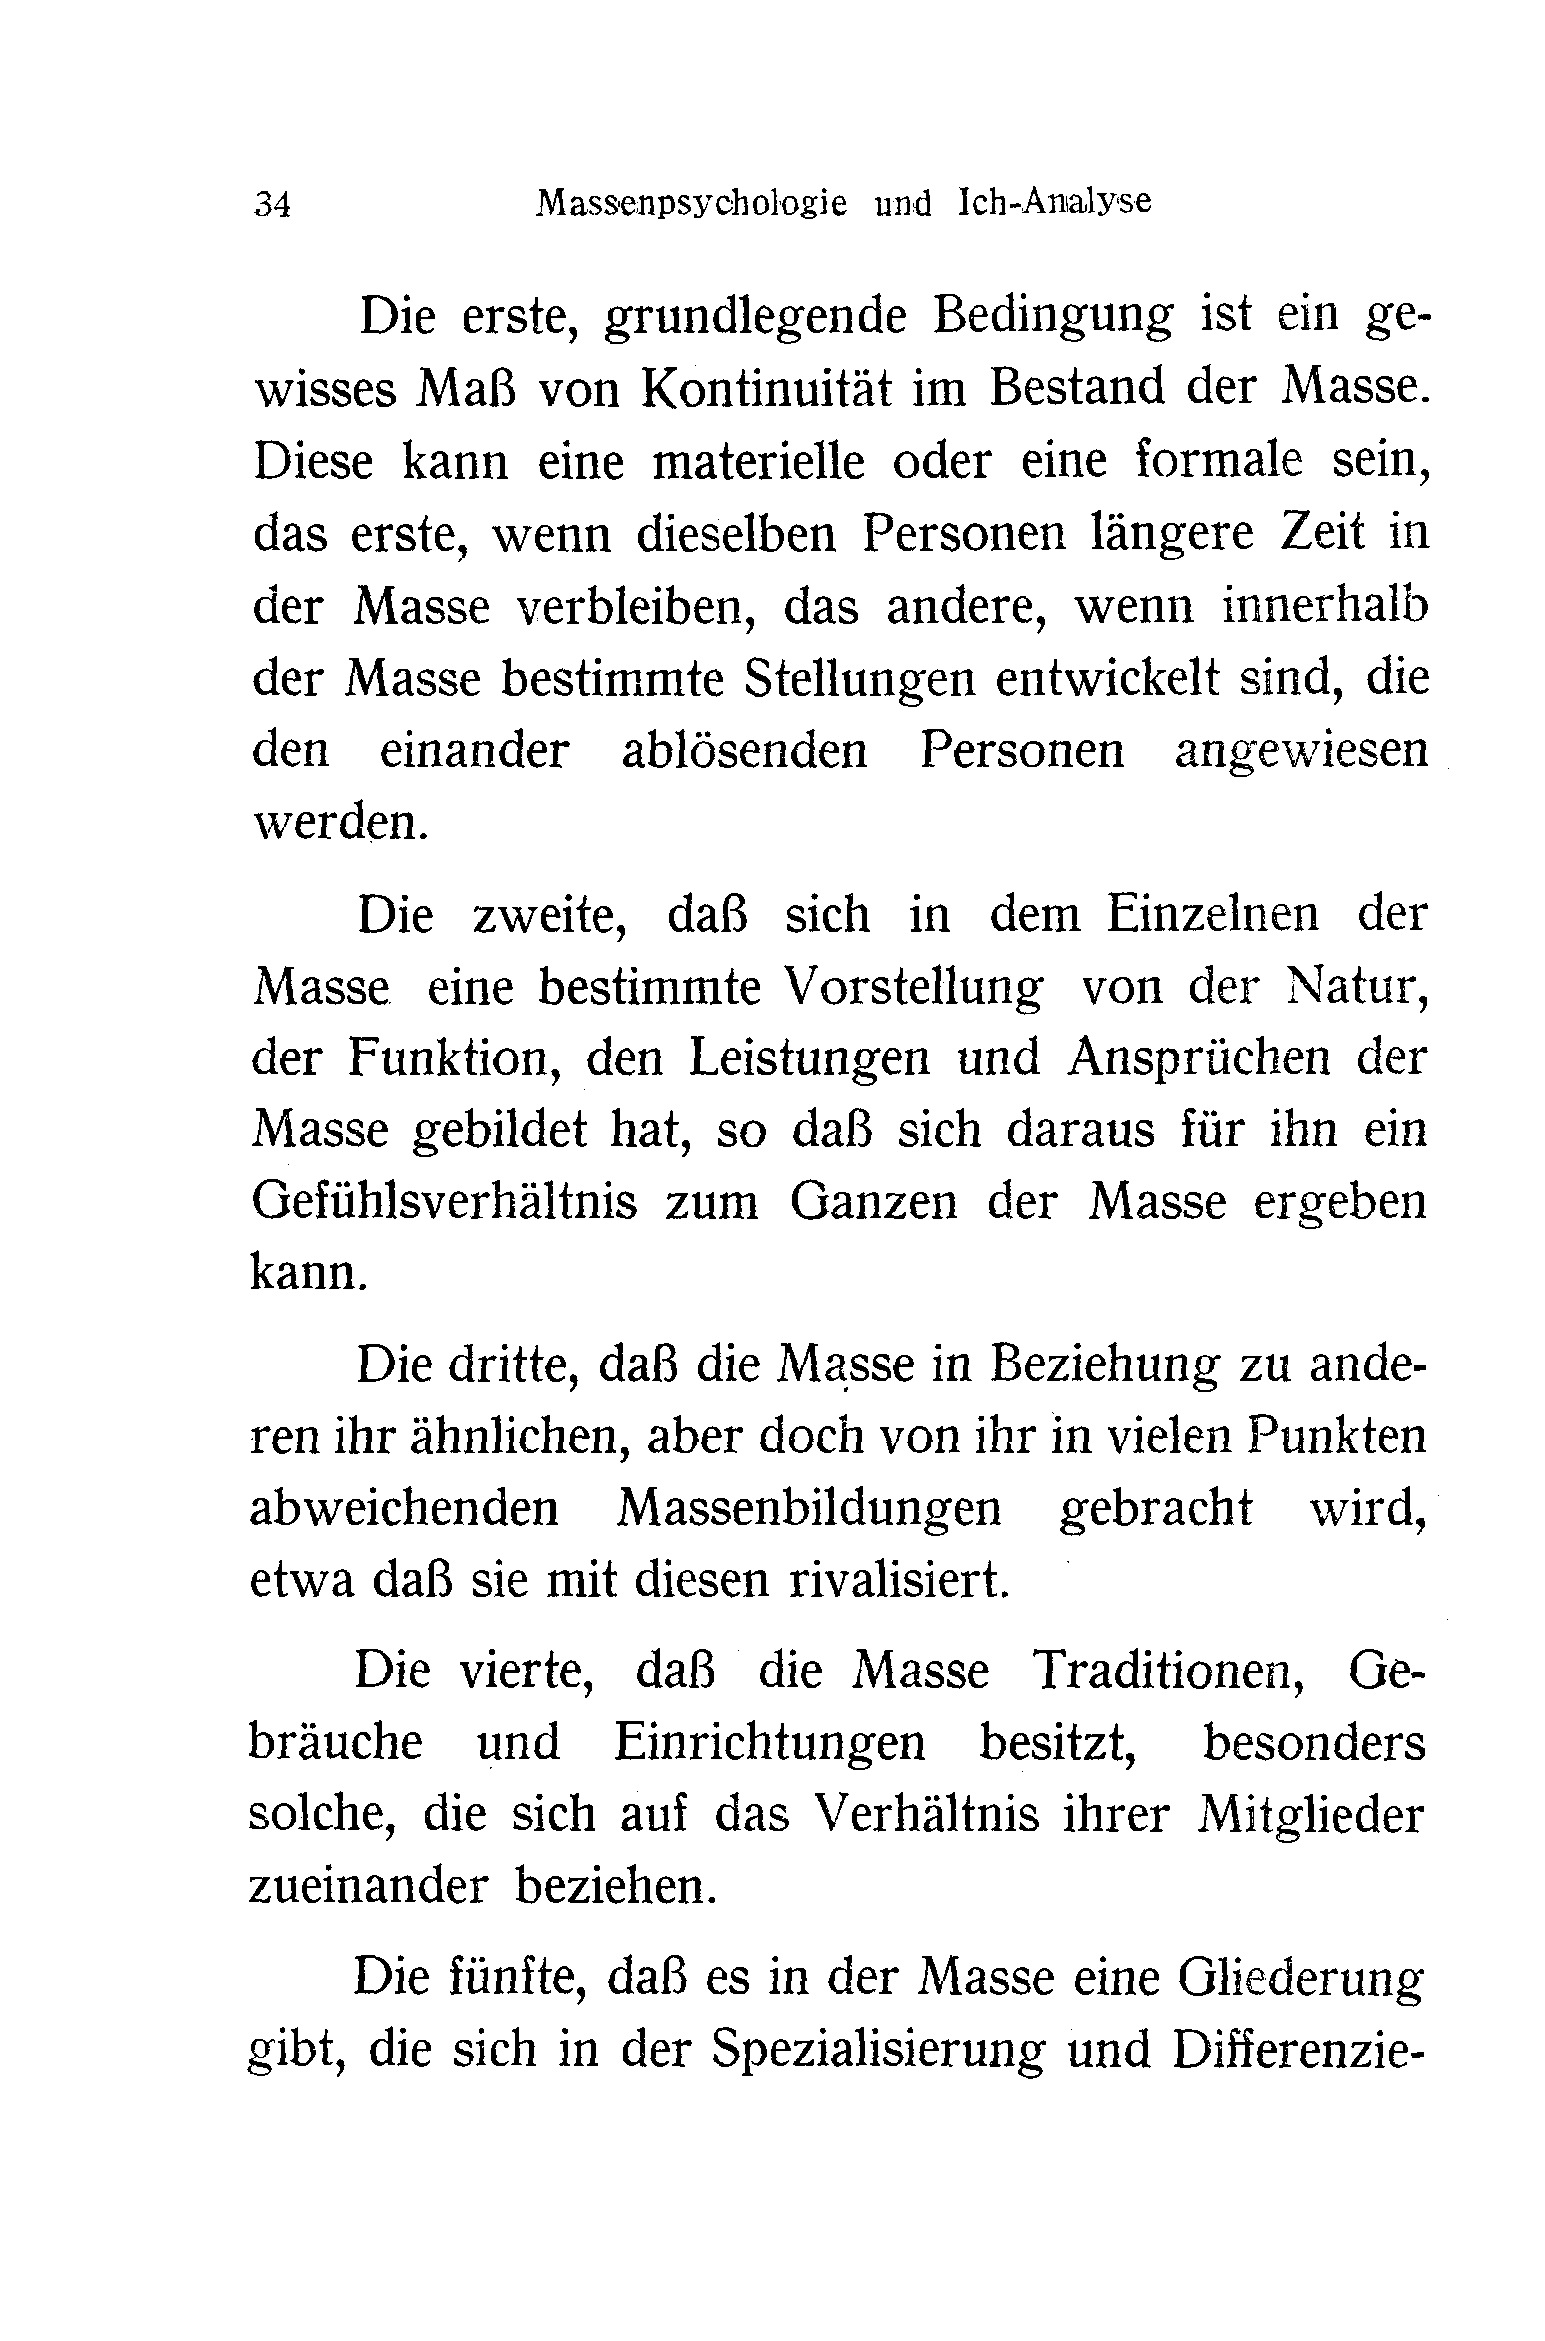 34 Massenpsychologie und Ich-Analyse
Die erste, grundlegende Bedingung ist ein ge-
wisses Maß von Kontinuität im Bestand der Masse.
Diese kann eine materielle oder eine formale sein,
das erste, wenn dieselben Personen längere Zeit in
der Masse verbleiben, das andere, wenn innerhalb
der Masse bestimmte Stellungen entwickelt sind, die
den einander ablösenden Personen angewiesen
werden.
Die zweite, daß sich in dem Einzelnen der
Masse eine bestimmte Vorstellung von der Natur,
der Funktion, den Leistungen und Ansprüchen der
Masse gebildet hat, so daß sich daraus für ihn ein
Gefühlsverhältnis zum Ganzen der Masse ergeben
kann.
Die dritte, daß die Masse in Beziehung zu ande-
ren ihr ähnlichen, aber doch von ihr in vielen Punkten
abweichenden Massenbildungen gebracht wird,
etwa daß sie mit diesen rivalisiert.
Die vierte, daß die Masse Traditionen, Ge-
bräuche und Einrichtungen besitzt, besonders
solche, die sich auf das Verhältnis ihrer Mitglieder
zueinander beziehen.
Die fünfte, daß es in der Masse eine Gliederung
gibt, die sich in der Spezialisierung und Differenzie-